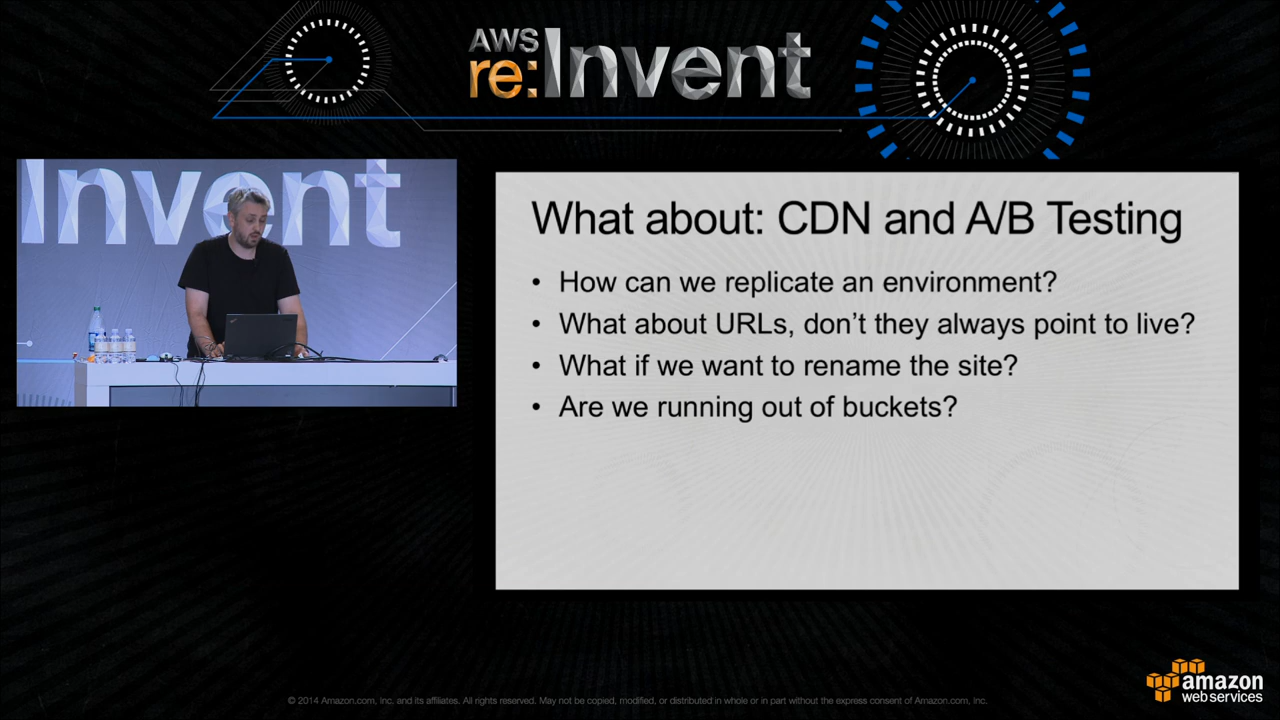 AWS
re:Invent
Invent
What about: CDN and A/B Testing
• How can we replicate an environment?
• What about URLs, don’t they always point to live?
• What if we want to rename the site?
• Are we running out of buckets?
© 2014 Amazon.com, Inc. and its affiliates. All rights reserved. May not be copied, modified, or distributed in whole or in part without the express consent of Amazon.com, Inc.
amazon
web services